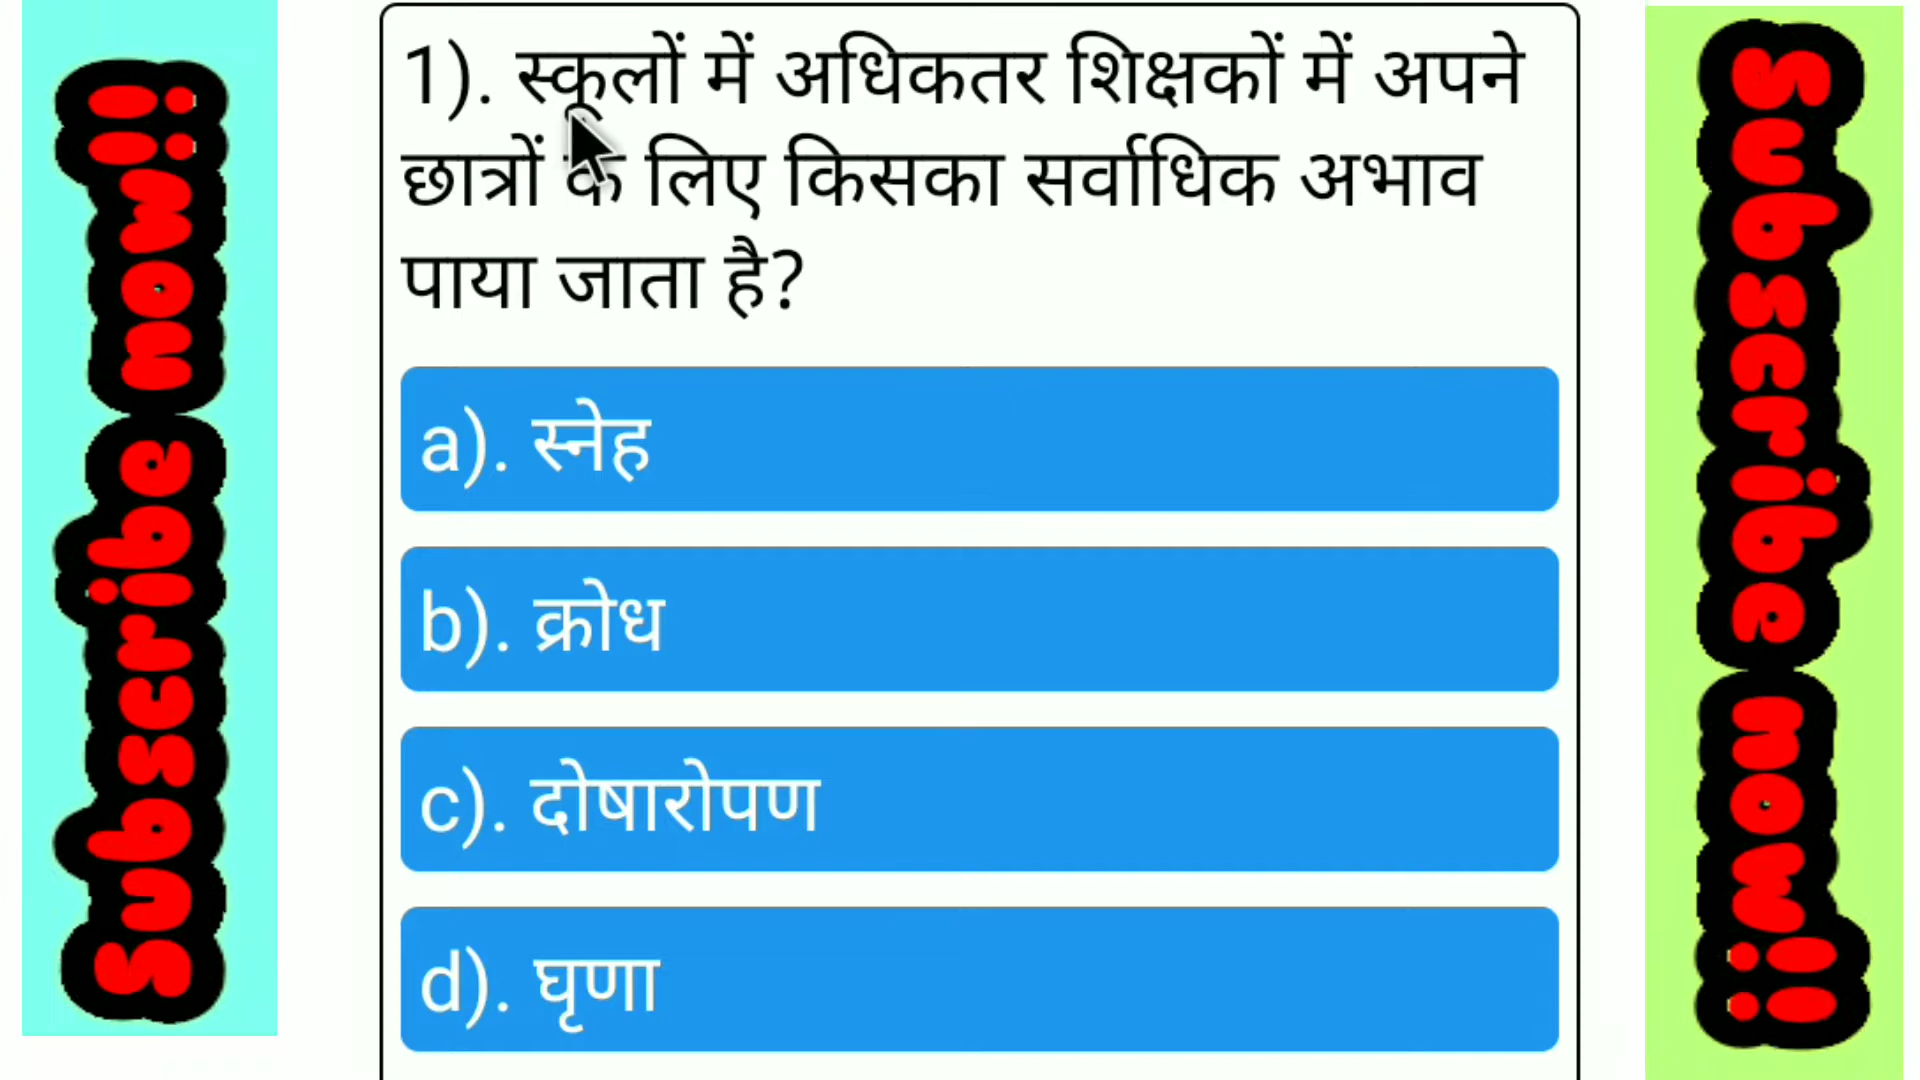 Subscribe now!!
1). स्कूलों में अधिकतर शिक्षकों में अपने
छात्रों के लिए किसका सर्वाधिक अभाव
पाया जाता है?
a). स्नेह
b). क्रोध
c). दोषारोपण
d). घृणा
Subscribe now!!